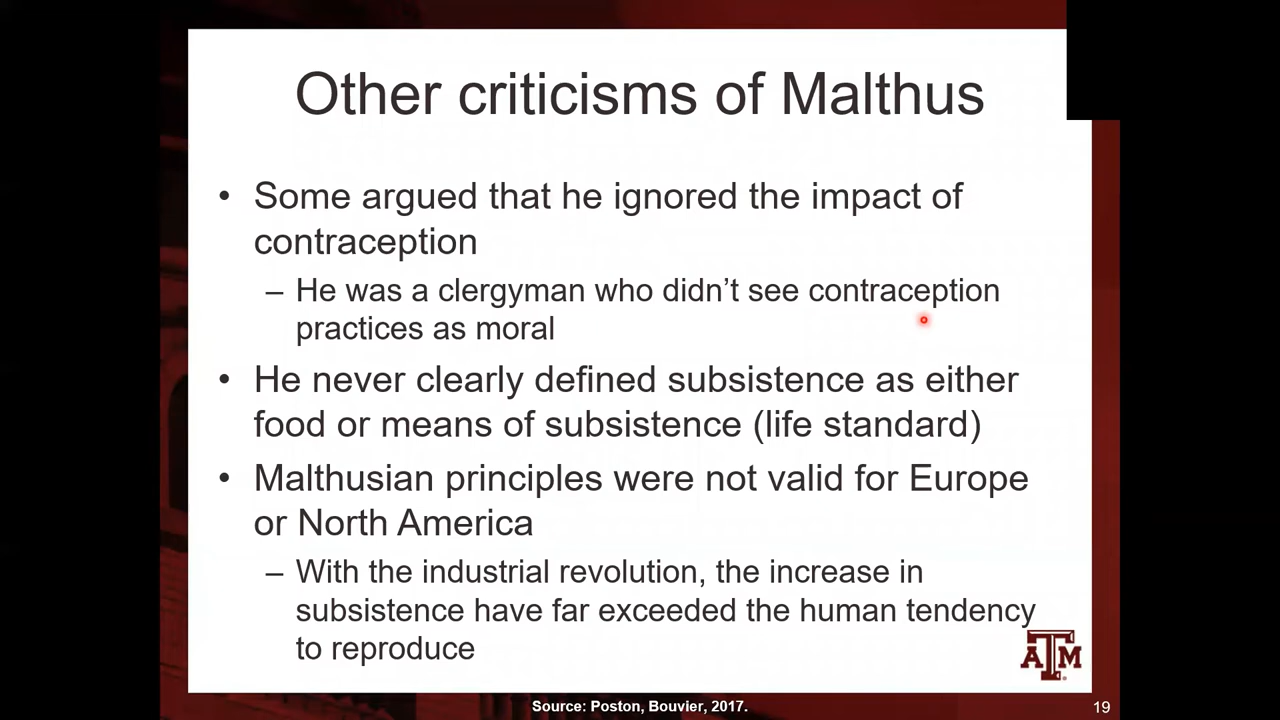 Other criticisms of Malthus
• Some argued that he ignored the impact of
contraception
– He was a clergyman who didn’t see contraception
practices as moral
• He never clearly defined subsistence as either
food or means of subsistence (life standard)
• Malthusian principles were not valid for Europe
or North America
– With the industrial revolution, the increase in
subsistence have far exceeded the human tendency
to reproduce
ATM
Source: Poston, Bouvier, 2017.
19